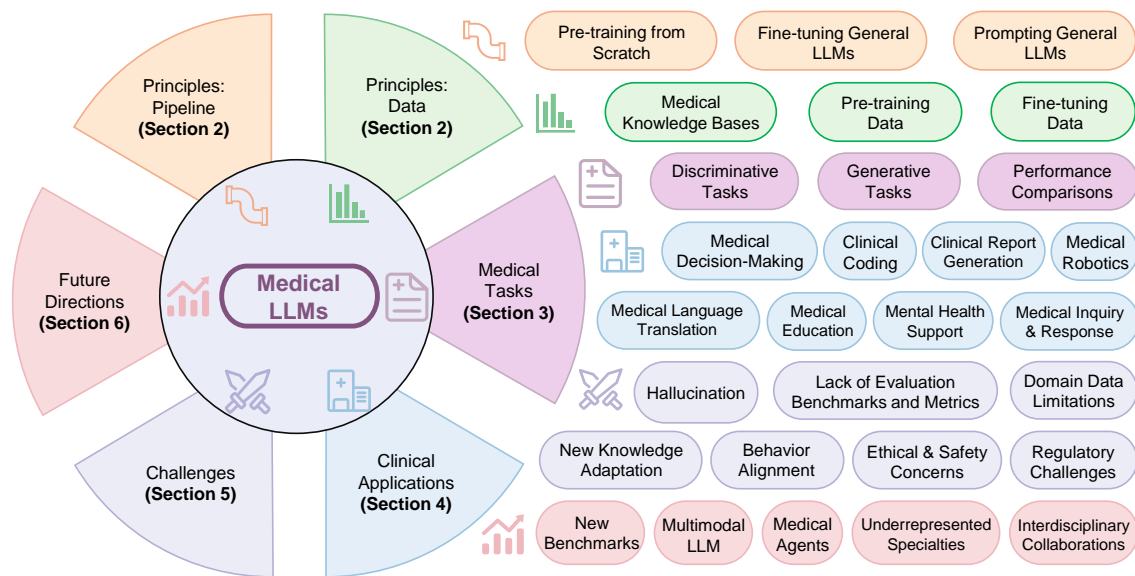 Principles:
Pipeline
(Section 2)
Principles:
Data
(Section 2)
Future
Directions
(Section 6)
Medical
LLMs
Medical
Tasks
(Section 3)
Challenges
(Section 5)
Clinical
Applications
(Section 4)
Pre-training from
Scratch
Fine-tuning General
LLMs
Prompting General
LLMs
Medical
Knowledge Bases
Pre-training
Data
Fine-tuning
Data
Discriminative
Tasks
Generative
Tasks
Performance
Comparisons
Medical
Decision-Making
Clinical
Coding
Clinical Report
Generation
Medical
Robotics
Medical Language
Translation
Medical
Education
Mental Health
Support
Medical Inquiry
& Response
Hallucination
Lack of Evaluation
Benchmarks and Metrics
Domain Data
Limitations
New Knowledge
Adaptation
Behavior
Alignment
Ethical & Safety
Concerns
Regulatory
Challenges
New
Benchmarks
Multimodal
LLM
Medical
Agents
Underrepresented
Specialties
Interdisciplinary
Collaborations